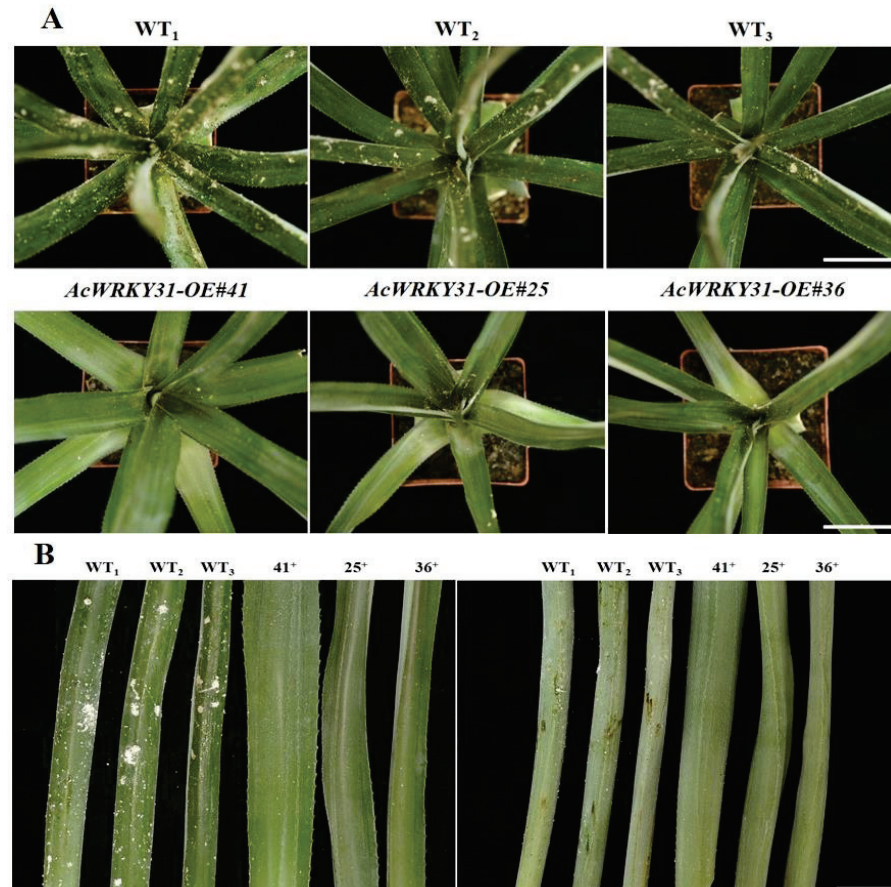 A
WT₁ WT₂ WT₃
AcWRKY31-OE#41 AcWRKY31-OE#25 AcWRKY31-OE#36
B
WT₁ WT₂ WT₃ 41⁺ 25⁺ 36⁺ WT₁ WT₂ WT₃ 41⁺ 25⁺ 36⁺